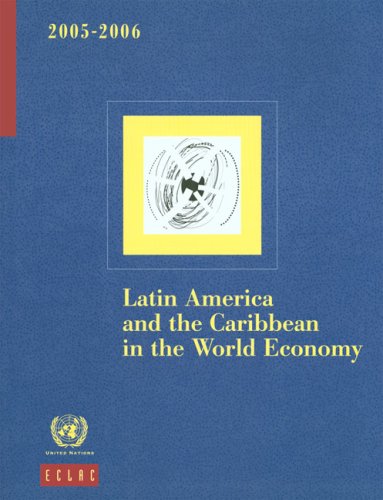 2005-2006
Latin America
and the Caribbean
in the World Economy
UNITED NATIONS
ECLAC